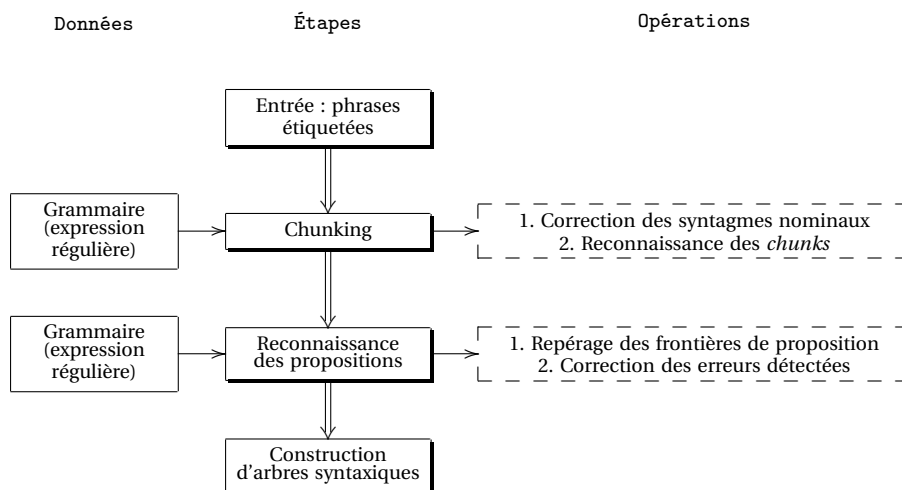 Données
Étapes
Opérations
Entrée : phrases
étiquetées
Grammaire
(expression
régulière)
Chunking
1. Correction des syntagmes nominaux
2. Reconnaissance des chunks
Grammaire
(expression
régulière)
Reconnaissance
des propositions
1. Repérage des frontières de proposition
2. Correction des erreurs détectées
Construction
d'arbres syntaxiques